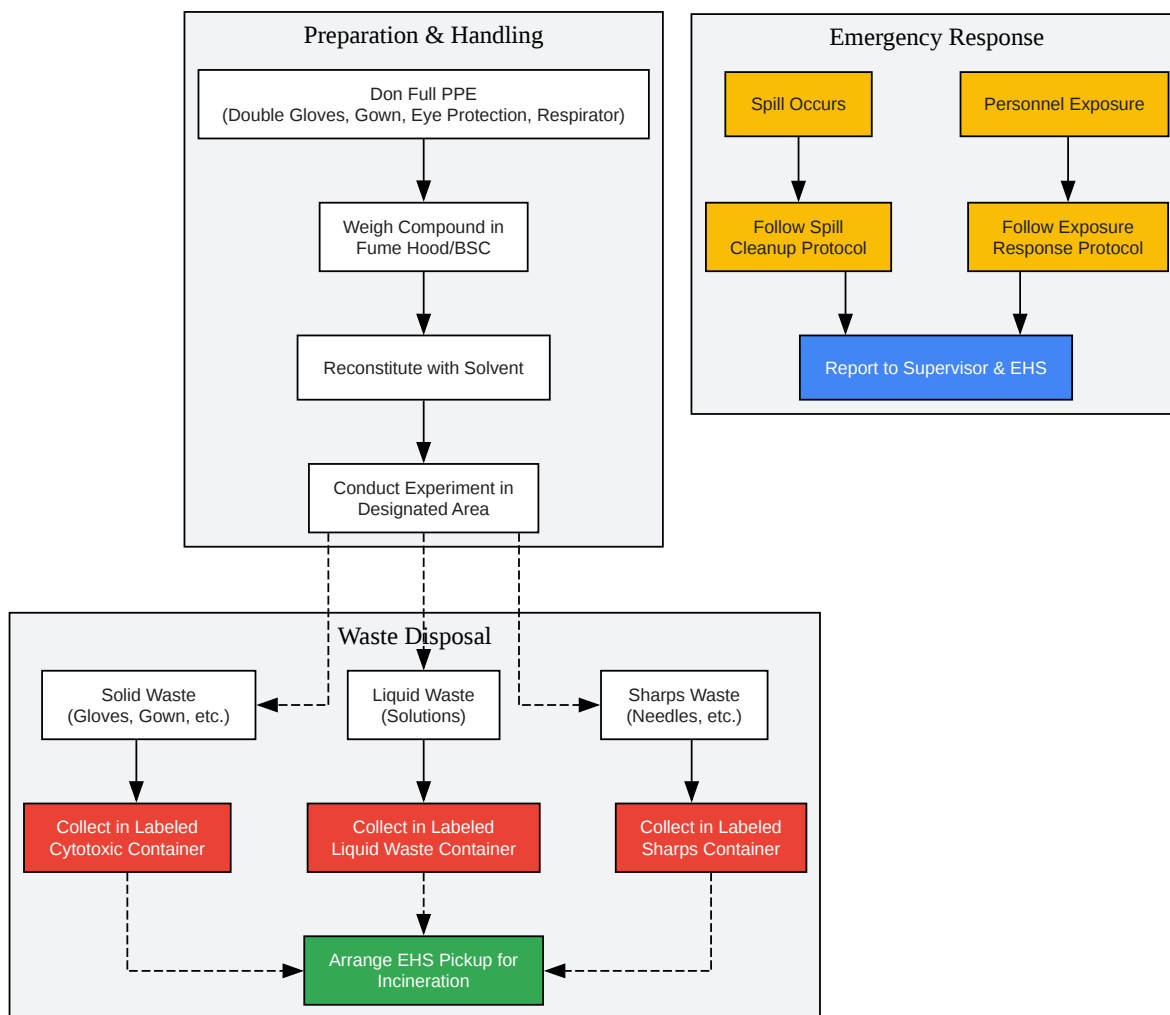 Preparation & Handling
Don Full PPE
(Double Gloves, Gown, Eye Protection, Respirator)
Weigh Compound in
Fume Hood/BSC
Reconstitute with Solvent
Conduct Experiment in
Designated Area
Emergency Response
Spill Occurs
Personnel Exposure
Follow Spill
Cleanup Protocol
Follow Exposure
Response Protocol
Report to Supervisor & EHS
Waste Disposal
Solid Waste
(Gloves, Gown, etc.)
Liquid Waste
(Solutions)
Sharps Waste
(Needles, etc.)
Collect in Labeled
Cytotoxic Container
Collect in Labeled
Liquid Waste Container
Collect in Labeled
Sharps Container
Arrange EHS Pickup for
Incineration